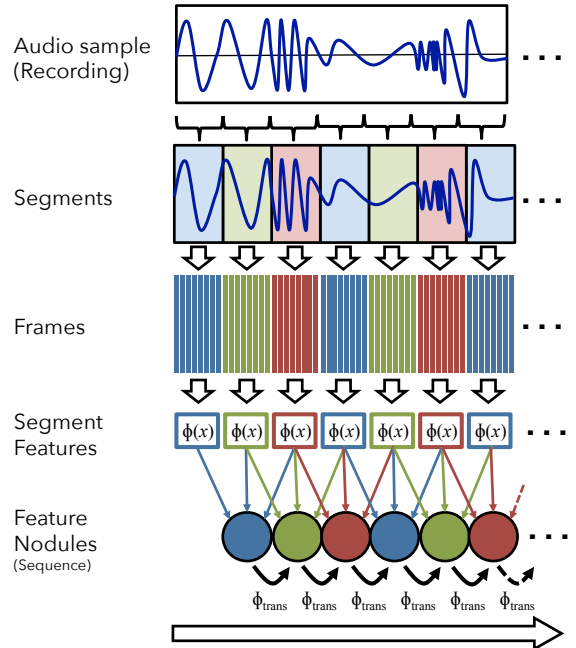 Audio sample
(Recording)
...
Segments
...
Frames
...
Segment
Features
ϕ(x) ϕ(x) ϕ(x) ϕ(x) ϕ(x) ϕ(x) ϕ(x)
...
Feature
Nodules
(Sequence)
...
ϕtrans ϕtrans ϕtrans ϕtrans ϕtrans ϕtrans